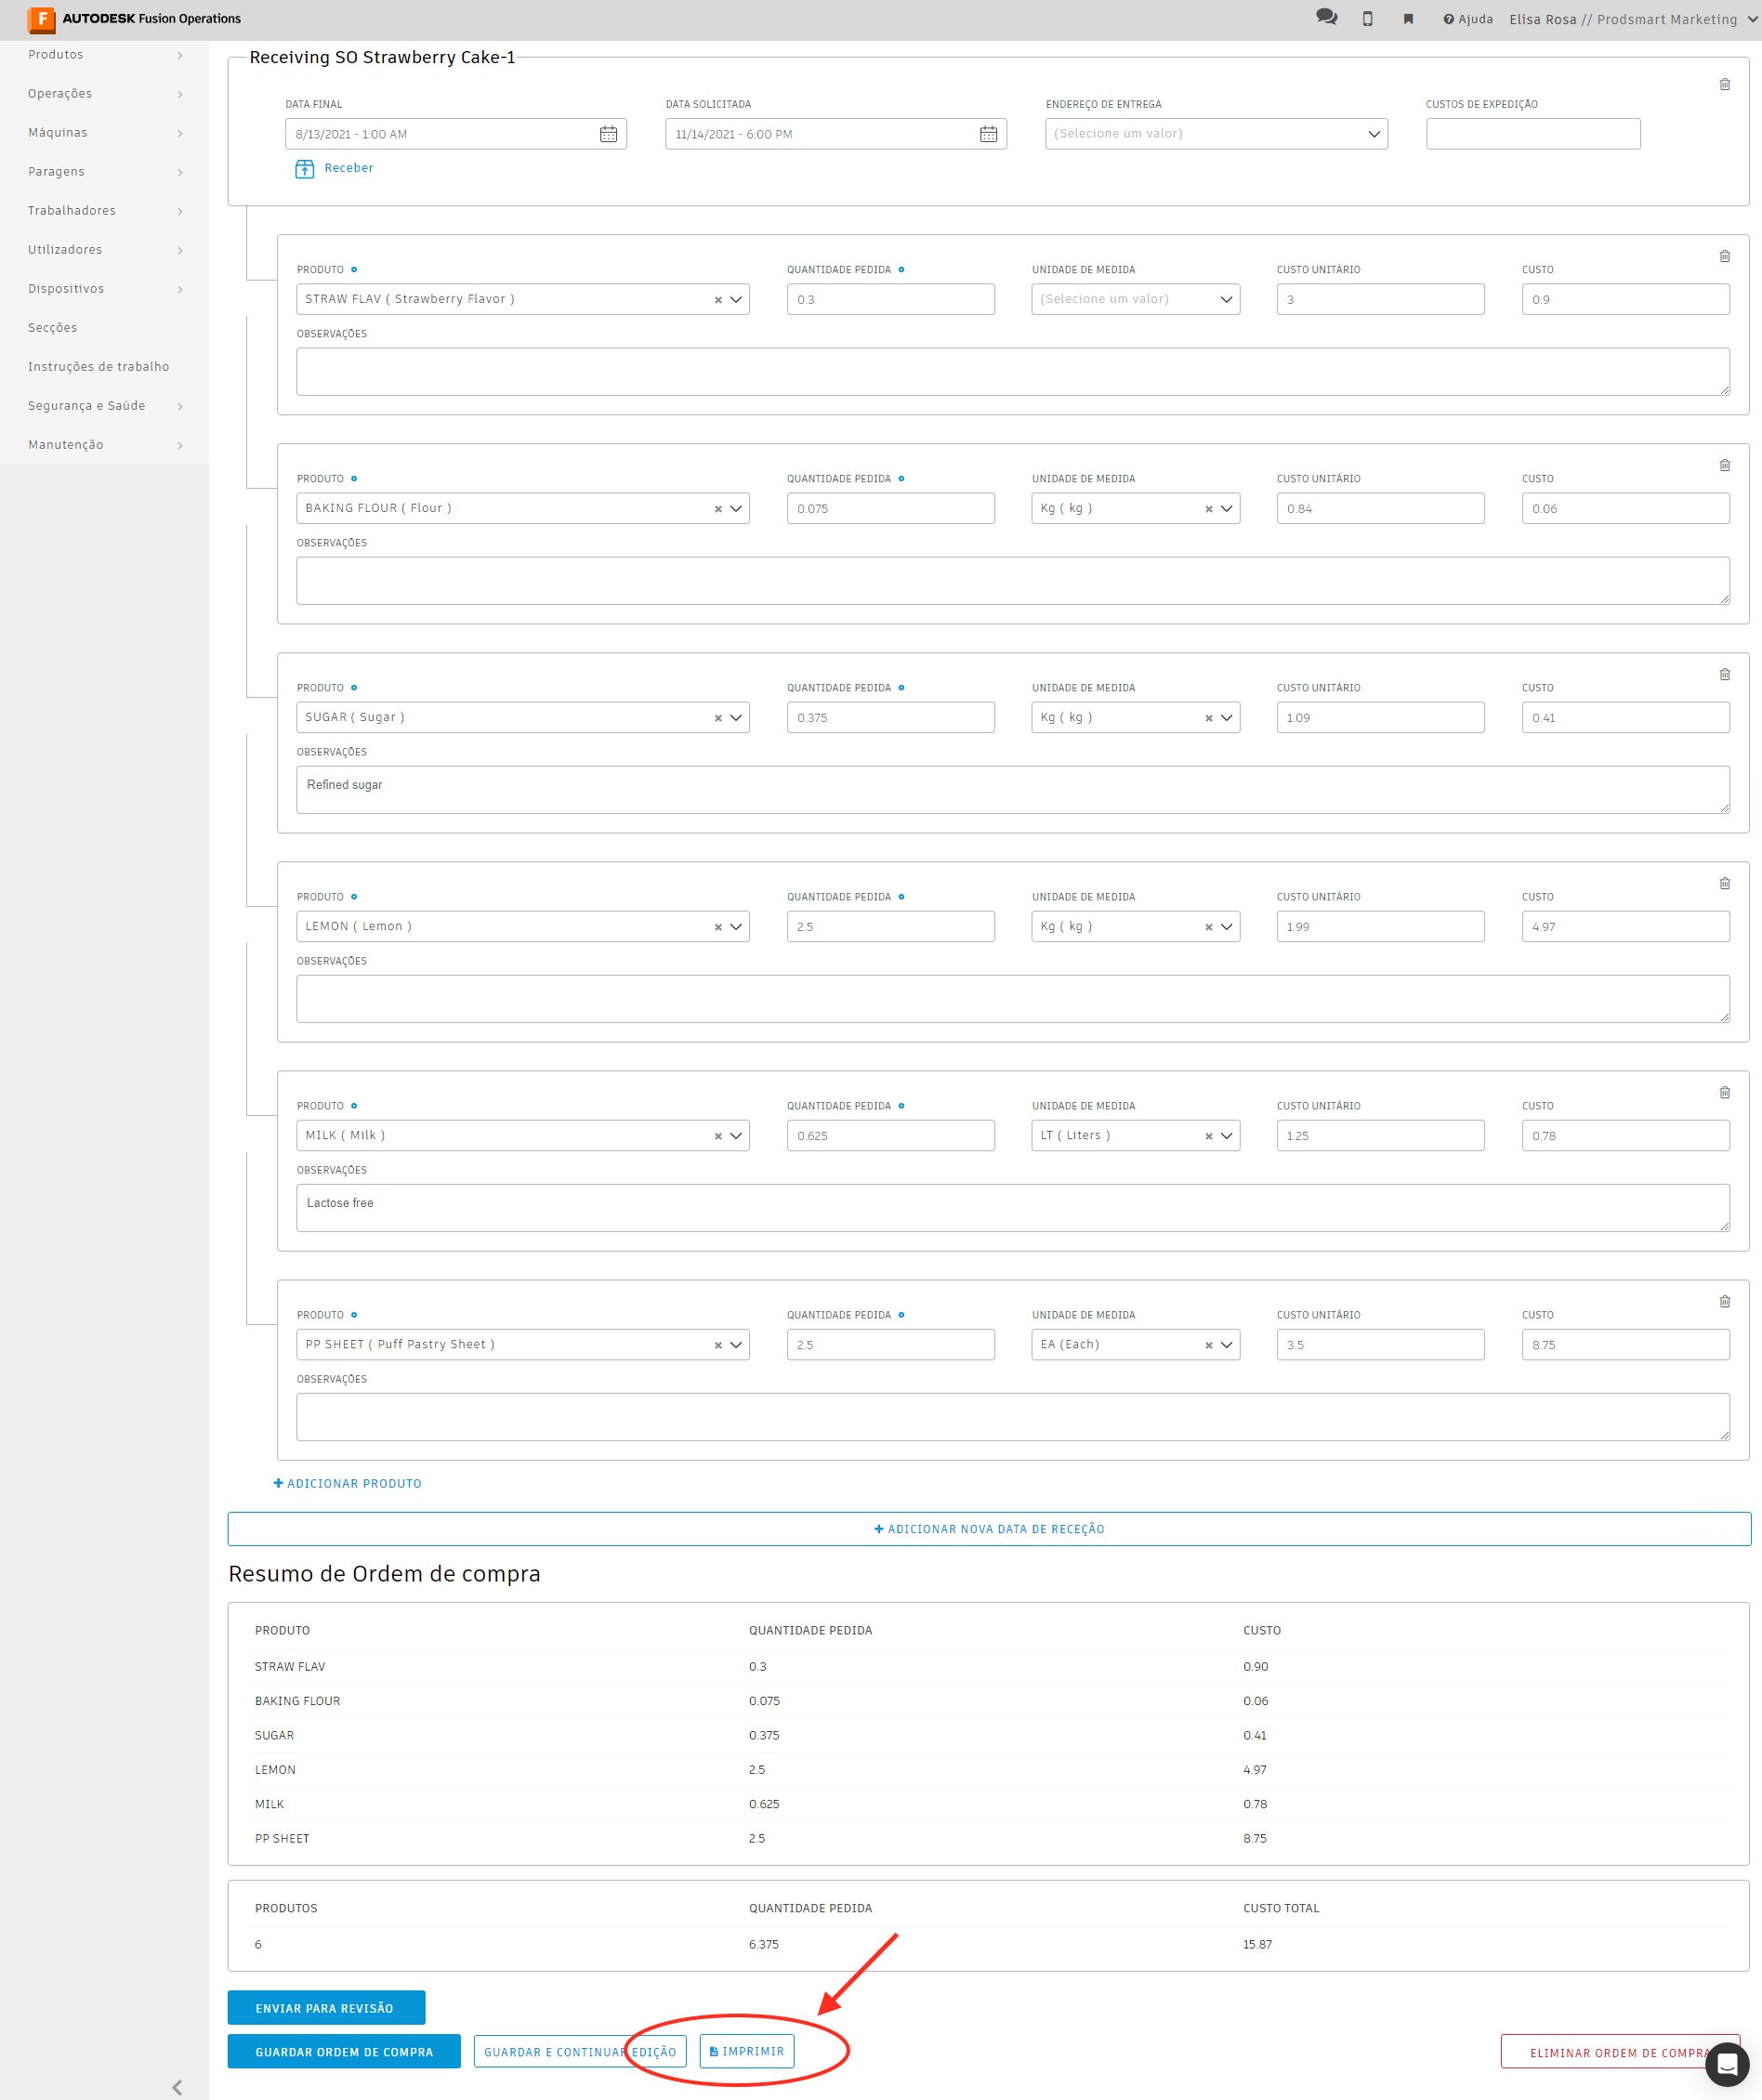 F AUTODESK Fusion Operations
Ajuda Elisa Rosa // Prodsmart Marketing
Produtos
Operações
Máquinas
Paragens
Trabalhadores
Utilizadores
Dispositivos
Secções
Instruções de trabalho
Segurança e Saúde
Manutenção
Receiving SO Strawberry Cake-1
DATA FINAL DATA SOLICITADA ENDEREÇO DE ENTREGA CUSTOS DE EXPEDIÇÃO
8/13/2021 - 1:00 AM 11/14/2021 - 6:00 PM (Selecione um valor)
Receber
PRODUTO QUANTIDADE PEDIDA UNIDADE DE MEDIDA CUSTO UNITÁRIO CUSTO
STRAW FLAV ( Strawberry Flavor ) 0.3 (Selecione um valor) 3 0.9
OBSERVAÇÕES
PRODUTO QUANTIDADE PEDIDA UNIDADE DE MEDIDA CUSTO UNITÁRIO CUSTO
BAKING FLOUR ( Flour ) 0.075 Kg ( kg ) 0.84 0.06
OBSERVAÇÕES
PRODUTO QUANTIDADE PEDIDA UNIDADE DE MEDIDA CUSTO UNITÁRIO CUSTO
SUGAR ( Sugar ) 0.375 Kg ( kg ) 1.09 0.41
OBSERVAÇÕES
Refined sugar
PRODUTO QUANTIDADE PEDIDA UNIDADE DE MEDIDA CUSTO UNITÁRIO CUSTO
LEMON ( Lemon ) 2.5 Kg ( kg ) 1.99 4.97
OBSERVAÇÕES
PRODUTO QUANTIDADE PEDIDA UNIDADE DE MEDIDA CUSTO UNITÁRIO CUSTO
MILK ( Milk ) 0.625 LT ( Liters ) 1.25 0.78
OBSERVAÇÕES
Lactose free
PRODUTO QUANTIDADE PEDIDA UNIDADE DE MEDIDA CUSTO UNITÁRIO CUSTO
PP SHEET ( Puff Pastry Sheet ) 2.5 EA (Each) 3.5 8.75
OBSERVAÇÕES
+ ADICIONAR PRODUTO
+ ADICIONAR NOVA DATA DE RECEÇÃO
Resumo de Ordem de compra
PRODUTO QUANTIDADE PEDIDA CUSTO
STRAW FLAV 0.3 0.90
BAKING FLOUR 0.075 0.06
SUGAR 0.375 0.41
LEMON 2.5 4.97
MILK 0.625 0.78
PP SHEET 2.5 8.75
PRODUTOS QUANTIDADE PEDIDA CUSTO TOTAL
6 6.375 15.87
ENVIAR PARA REVISÃO
GUARDAR ORDEM DE COMPRA GUARDAR E CONTINUAR EDIÇÃO IMPRIMIR ELIMINAR ORDEM DE COMPRA